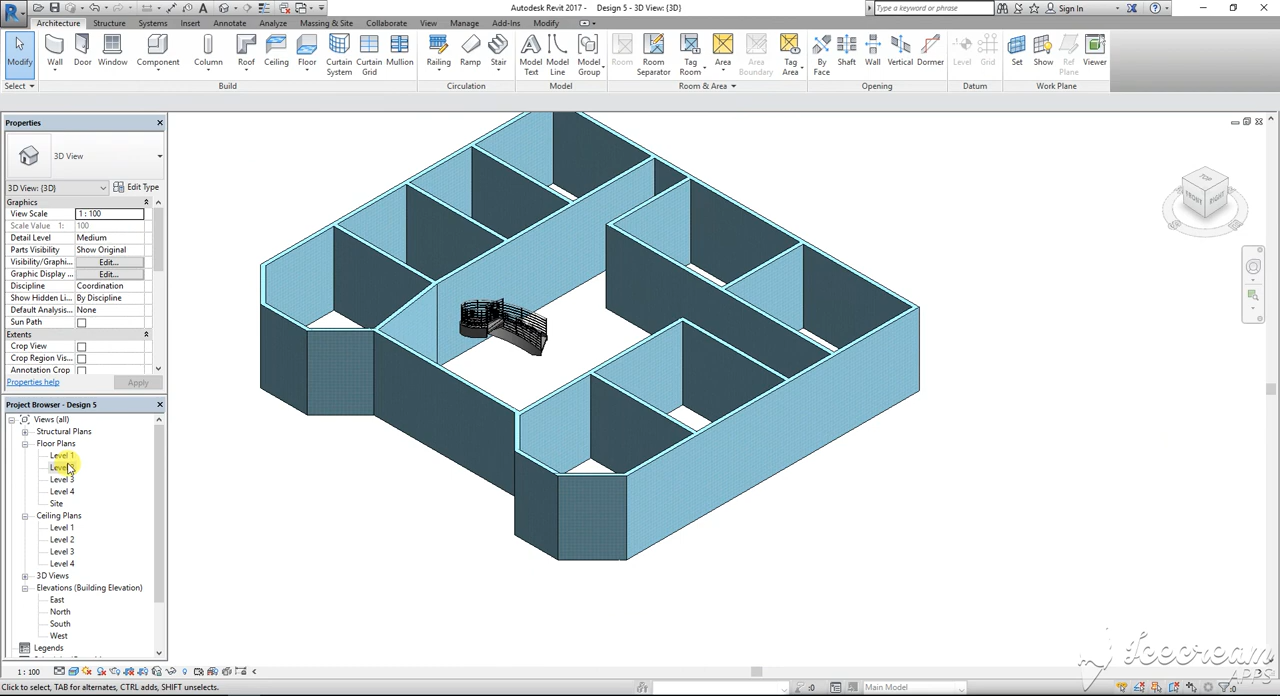 Autodesk Revit 2017 - Design 5 - 3D View: {3D}
Type a keyword or phrase
Sign In
Architecture Structure Systems Insert Annotate Analyze Massing & Site Collaborate View Manage Add-Ins Modify
Modify Wall Door Window Component Column Roof Ceiling Floor Curtain System Curtain Grid Mullion Railing Ramp Stair Model Text Model Line Model Group Room Room Separator Tag Room Area Area Boundary Tag Area By Face Shaft Wall Vertical Dormer Level Grid Set Show Ref Plane Viewer
Select Build Circulation Model Room & Area Opening Datum Work Plane
Properties
3D View
3D View: {3D} Edit Type
Graphics
View Scale 1 : 100
Scale Value 1: 100
Detail Level Medium
Parts Visibility Show Original
Visibility/Graphi... Edit...
Graphic Display ... Edit...
Discipline Coordination
Show Hidden Li... By Discipline
Default Analysis... None
Sun Path
Extents
Crop View
Crop Region Vis...
Annotation Crop
Properties help Apply
Project Browser - Design 5
Views (all)
Structural Plans
Floor Plans
Level 1
Level
Level 3
Level 4
Site
Ceiling Plans
Level 1
Level 2
Level 3
Level 4
3D Views
Elevations (Building Elevation)
East
North
South
West
Legends
TOP
FRONT RIGHT
1 : 100
Click to select, TAB for alternates, CTRL adds, SHIFT unselects.
:0
Main Model
:0
Icecream
APPS